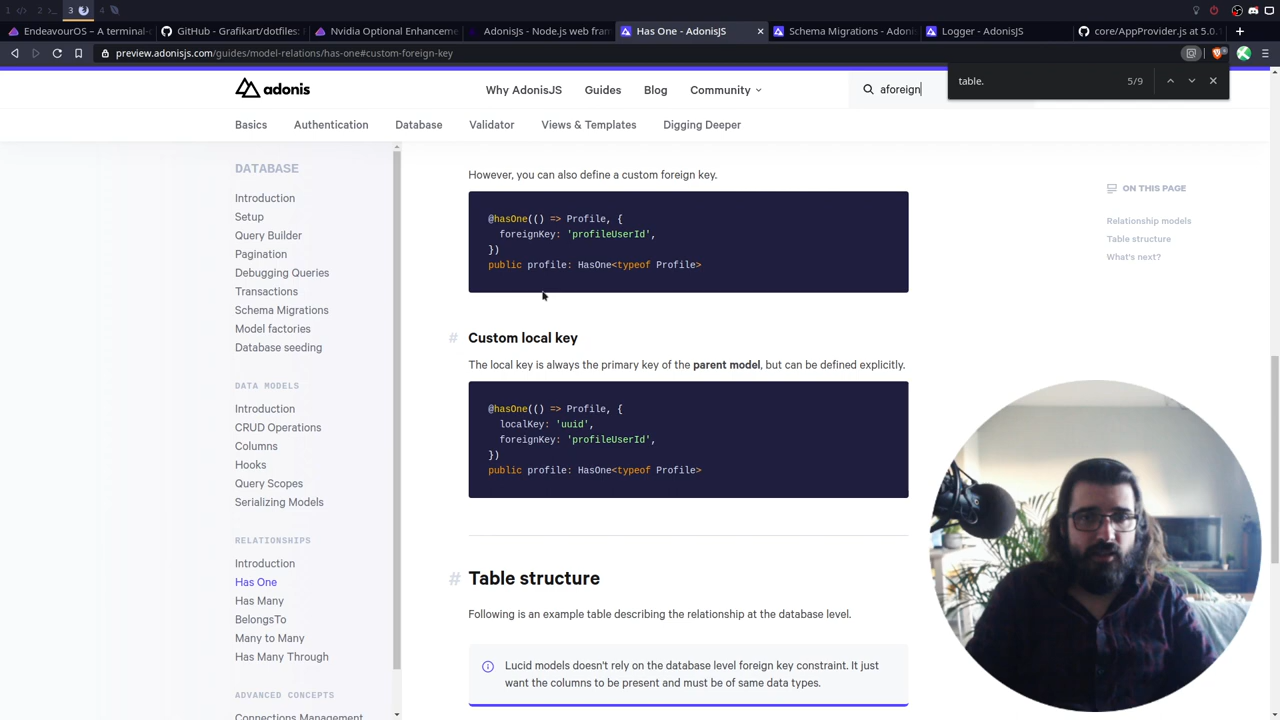 1
2
3
4
EndeavourOS – A terminal-c
GitHub - Grafikart/dotfiles:
Nvidia Optional Enhanceme
AdonisJs - Node.js web fram
Has One - AdonisJS
Schema Migrations - Adoni
Logger - AdonisJS
core/AppProvider.js at 5.0.1
preview.adonisjs.com/guides/model-relations/has-one#custom-foreign-key
table.
5/9
adonis
Why AdonisJS
Guides
Blog
Community
aforeign
Basics
Authentication
Database
Validator
Views & Templates
Digging Deeper
DATABASE
Introduction
Setup
Query Builder
Pagination
Debugging Queries
Transactions
Schema Migrations
Model factories
Database seeding
DATA MODELS
Introduction
CRUD Operations
Columns
Hooks
Query Scopes
Serializing Models
RELATIONSHIPS
Introduction
Has One
Has Many
BelongsTo
Many to Many
Has Many Through
ADVANCED CONCEPTS
Connections Management
However, you can also define a custom foreign key.
@hasOne(() => Profile, {
foreignKey: 'profileUserId',
})
public profile: HasOne<typeof Profile>
# Custom local key
The local key is always the primary key of the parent model, but can be defined explicitly.
@hasOne(() => Profile, {
localKey: 'uuid',
foreignKey: 'profileUserId',
})
public profile: HasOne<typeof Profile>
# Table structure
Following is an example table describing the relationship at the database level.
Lucid models doesn't rely on the database level foreign key constraint. It just
want the columns to be present and must be of same data types.
ON THIS PAGE
Relationship models
Table structure
What's next?